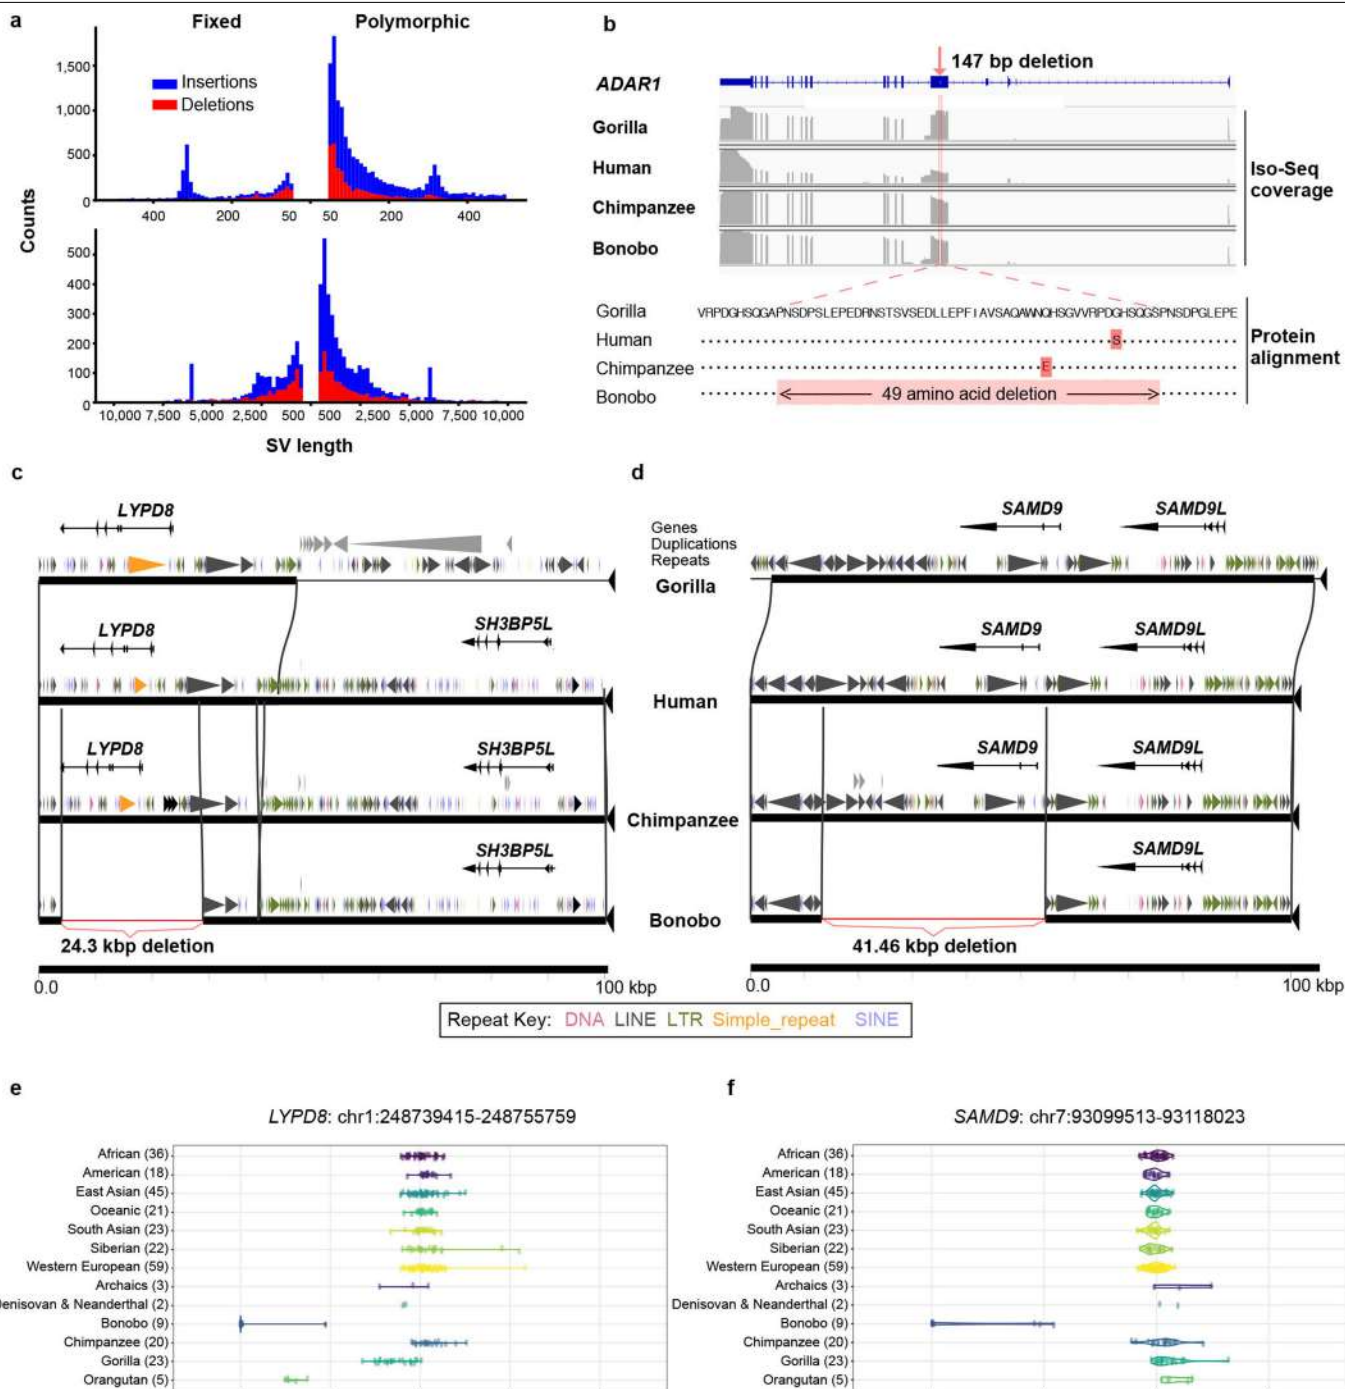 a
Fixed
Polymorphic
Insertions
Deletions
1,500
1,000
500
0
400
200
50
50
200
400
Counts
500
400
300
200
100
0
10,000
7,500
5,000
2,500
500
500
2,500
5,000
7,500
10,000
SV length
b
147 bp deletion
ADAR1
Gorilla
Human
Chimpanzee
Bonobo
Iso-Seq
coverage
Gorilla
Human
S
Chimpanzee
E
Bonobo
49 amino acid deletion
Protein
alignment
c
LYPD8
LYPD8
SH3BP5L
LYPD8
SH3BP5L
SH3BP5L
24.3 kbp deletion
0.0
100 kbp
d
Genes
Duplications
Repeats
Gorilla
Human
Chimpanzee
Bonobo
SAMD9
SAMD9L
SAMD9
SAMD9L
SAMD9
SAMD9L
SAMD9L
41.46 kbp deletion
0.0
100 kbp
Repeat Key: DNA LINE LTR Simple_repeat SINE
e
LYPD8: chr1:248739415-248755759
African (36)
American (18)
East Asian (45)
Oceanic (21)
South Asian (23)
Siberian (22)
Western European (59)
Archaics (3)
enisovan & Neanderthal (2)
Bonobo (9)
Chimpanzee (20)
Gorilla (23)
Orangutan (5)
f
SAMD9: chr7:93099513-93118023
African (36)
American (18)
East Asian (45)
Oceanic (21)
South Asian (23)
Siberian (22)
Western European (59)
Archaics (3)
Denisovan & Neanderthal (2)
Bonobo (9)
Chimpanzee (20)
Gorilla (23)
Orangutan (5)